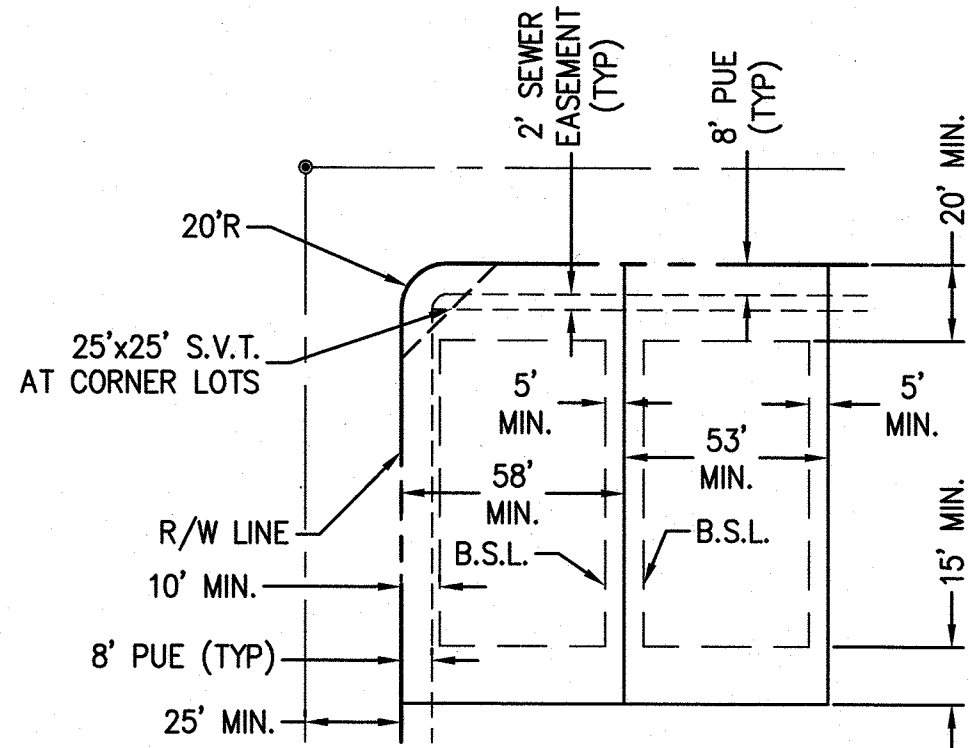 2' SEWER
EASEMENT
(TYP)
8' PUE
(TYP)
20' MIN.
20'R
25'x25' S.V.T.
AT CORNER LOTS
5'
MIN.
5'
MIN.
53'
MIN.
58'
MIN.
R/W LINE
B.S.L.
B.S.L.
10' MIN.
15' MIN.
8' PUE (TYP)
25' MIN.